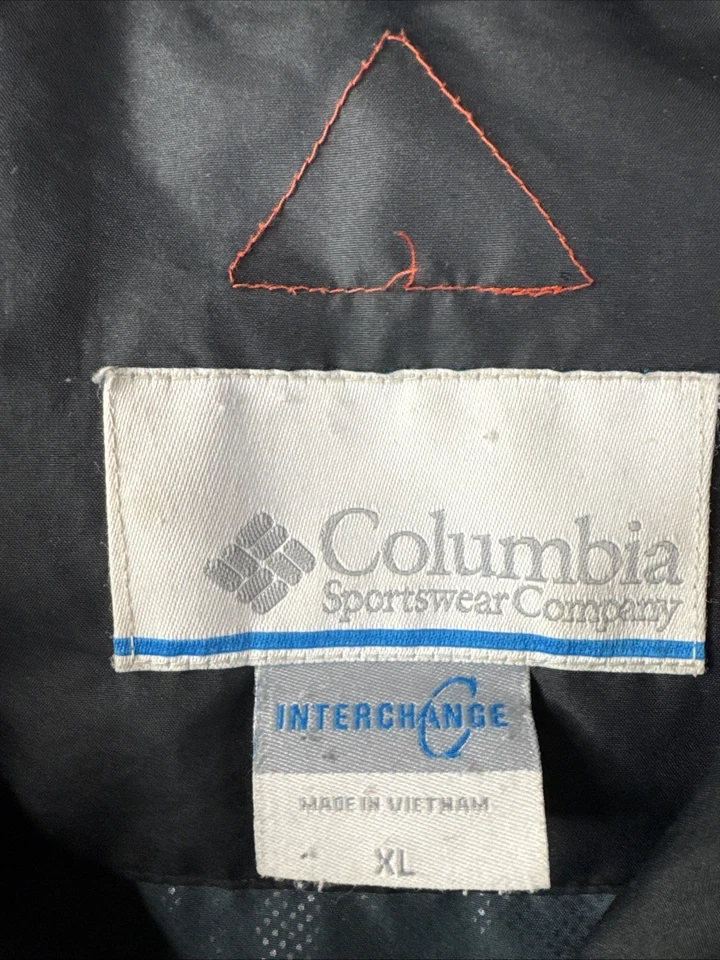 Columbia
Sportswear Company
INTERCHANGE
MADE IN VIETNAM
XL